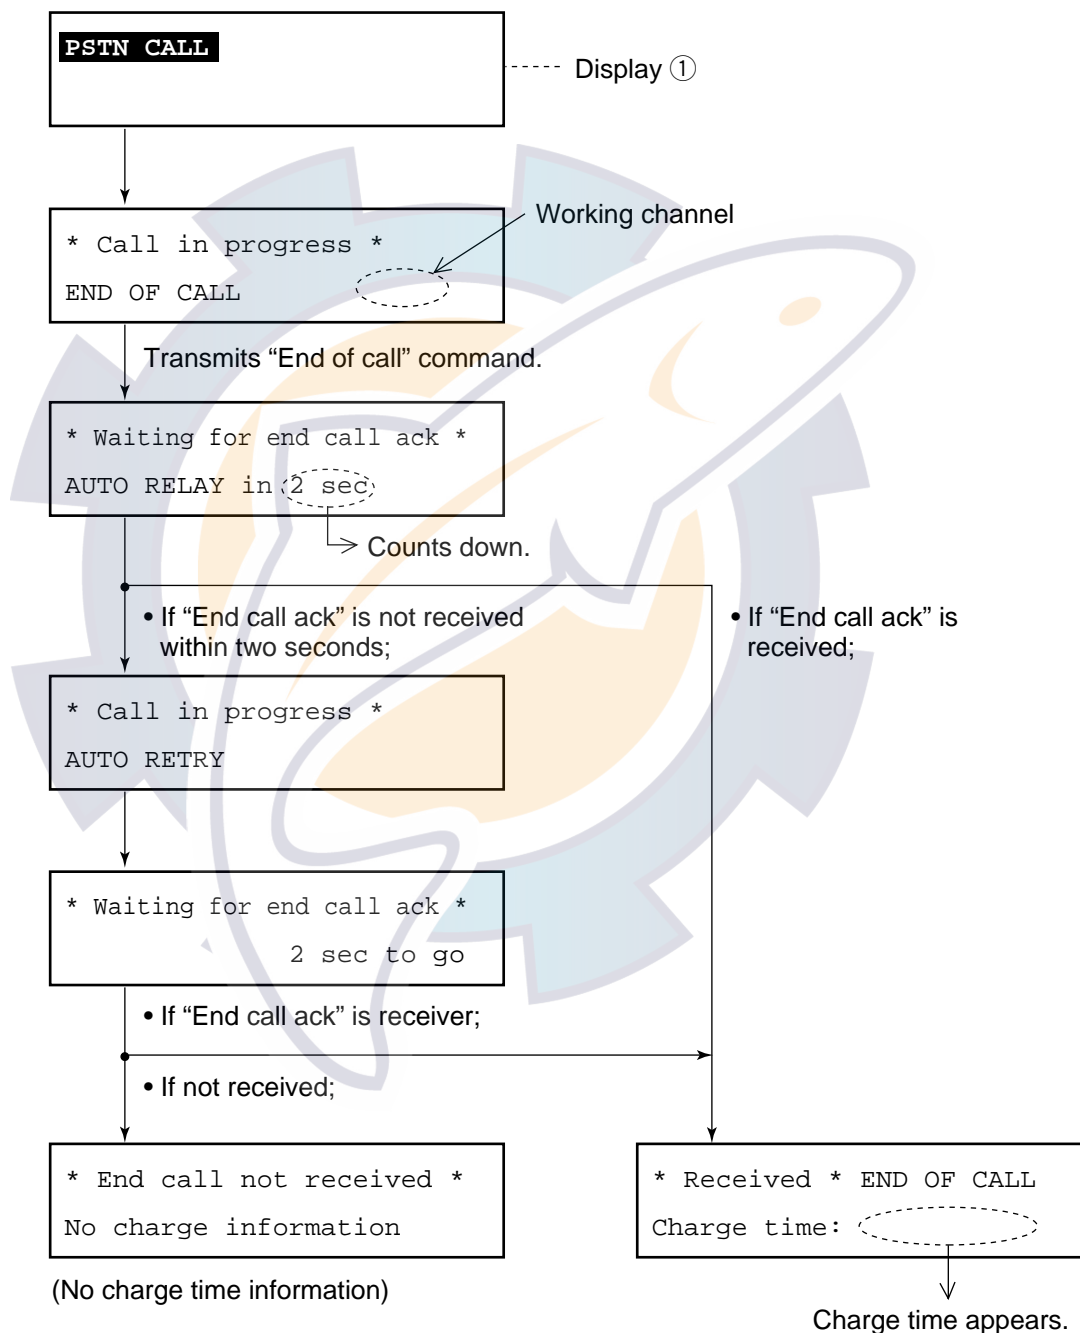 PSTN CALL
Display ①
Working channel
* Call in progress *
END OF CALL
Transmits “End of call” command.
* Waiting for end call ack *
AUTO RELAY in 2 sec
Counts down.
• If “End call ack” is not received
within two seconds;
• If “End call ack” is
received;
* Call in progress *
AUTO RETRY
* Waiting for end call ack *
2 sec to go
• If “End call ack” is receiver;
• If not received;
* End call not received *
No charge information
(No charge time information)
* Received * END OF CALL
Charge time:
Charge time appears.